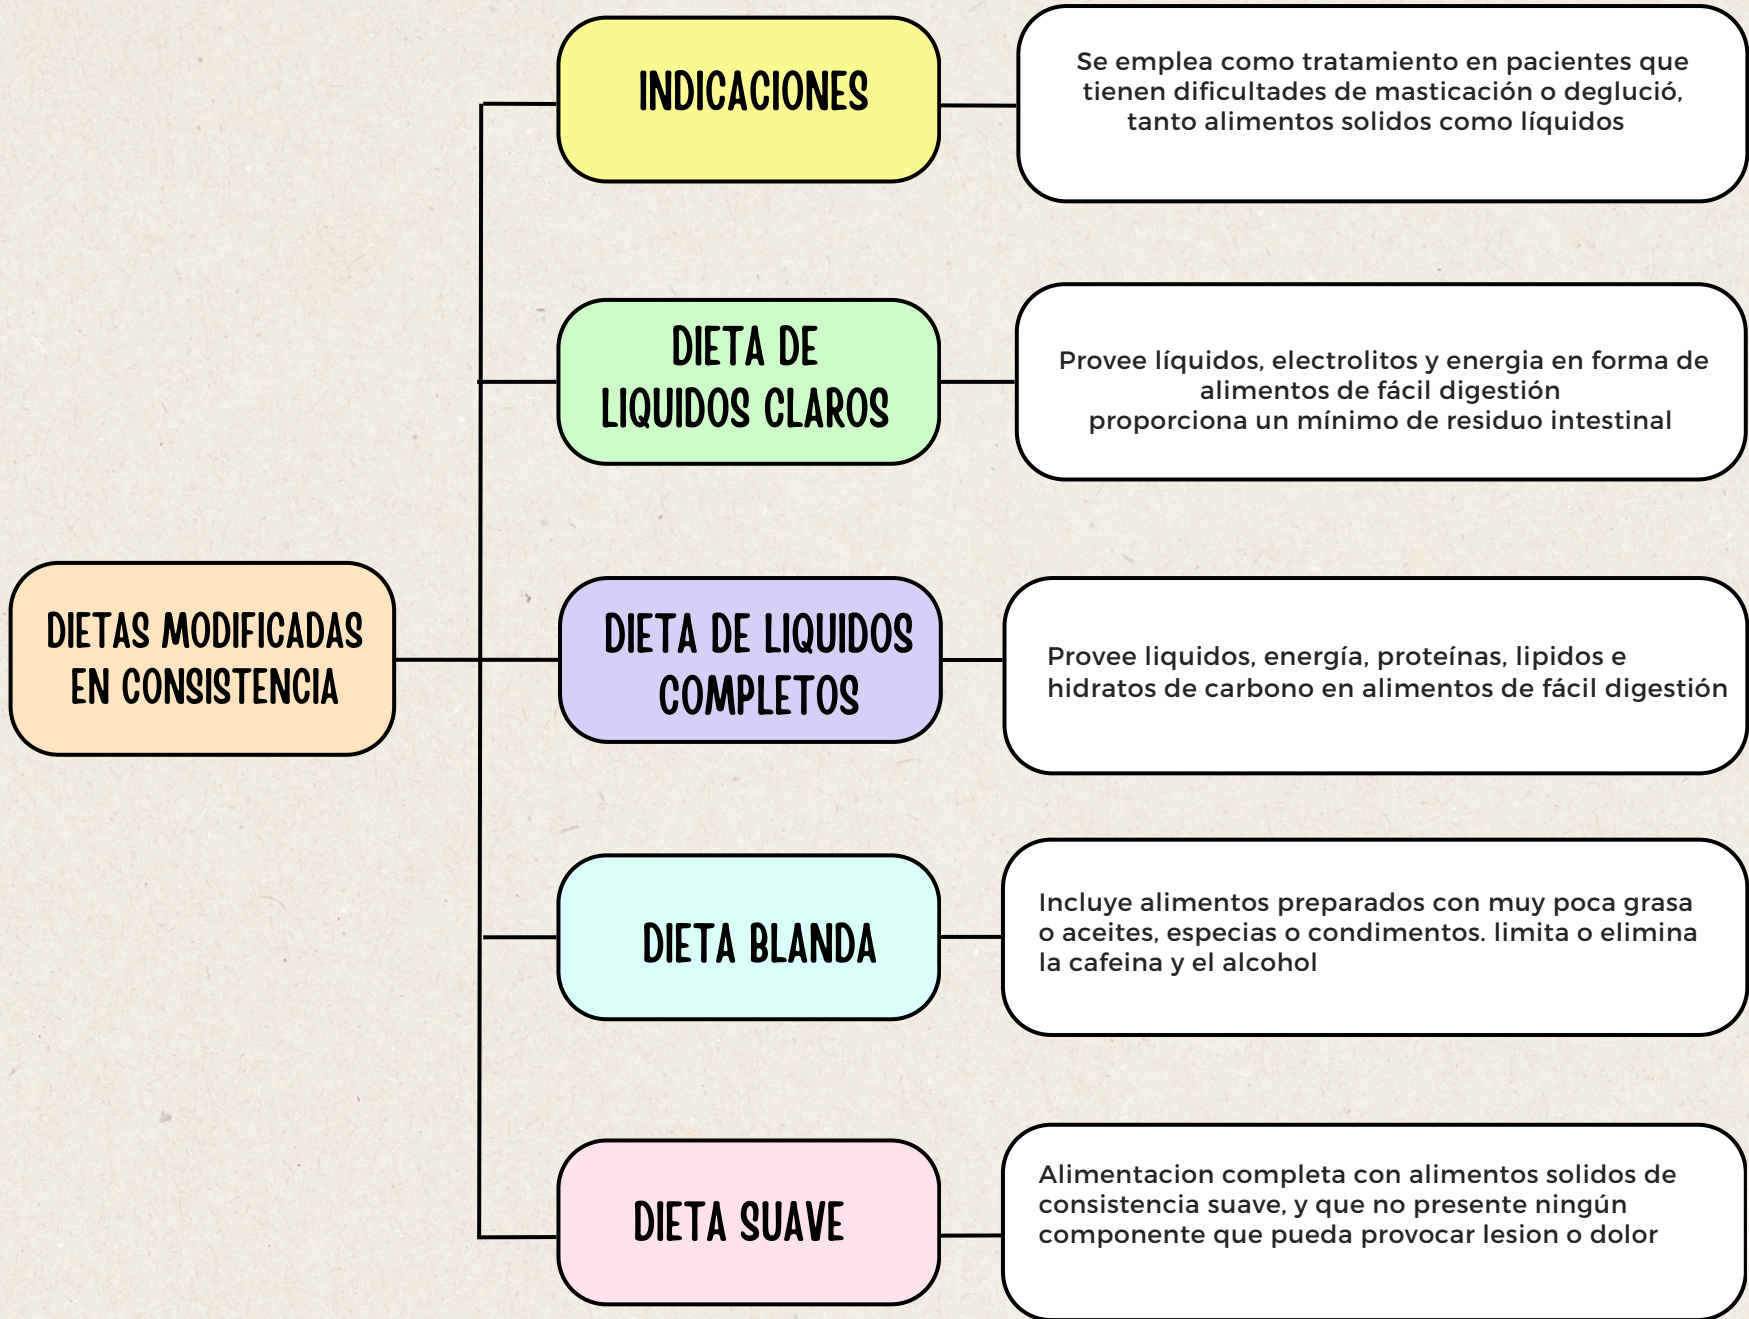 INDICACIONES
Se emplea como tratamiento en pacientes que
tienen dificultades de masticación o deglució,
tanto alimentos solidos como líquidos
DIETA DE
LIQUIDOS CLAROS
Provee líquidos, electrolitos y energia en forma de
alimentos de fácil digestión
proporciona un mínimo de residuo intestinal
DIETAS MODIFICADAS
EN CONSISTENCIA
DIETA DE LIQUIDOS
COMPLETOS
Provee liquidos, energía, proteínas, lipidos e
hidratos de carbono en alimentos de fácil digestión
DIETA BLANDA
Incluye alimentos preparados con muy poca grasa
o aceites, especias o condimentos. limita o elimina
la cafeina y el alcohol
DIETA SUAVE
Alimentacion completa con alimentos solidos de
consistencia suave, y que no presente ningún
componente que pueda provocar lesion o dolor